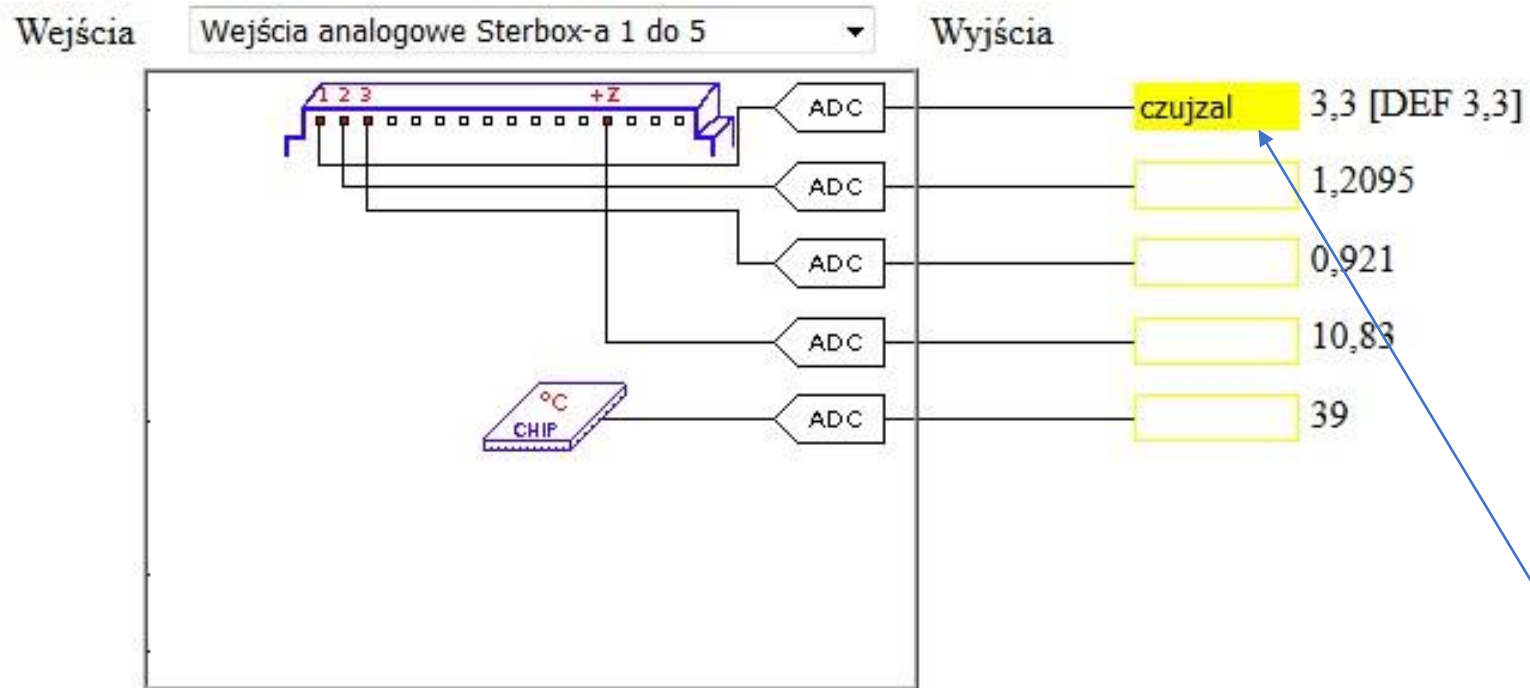 Wejścia Wejścia analogowe Sterbox-a 1 do 5 Wyjścia
1 2 3 +Z
ADC czujzal 3,3 [DEF 3,3]
ADC 1,2095
ADC 0,921
ADC 10,83
°C
CHIP ADC 39